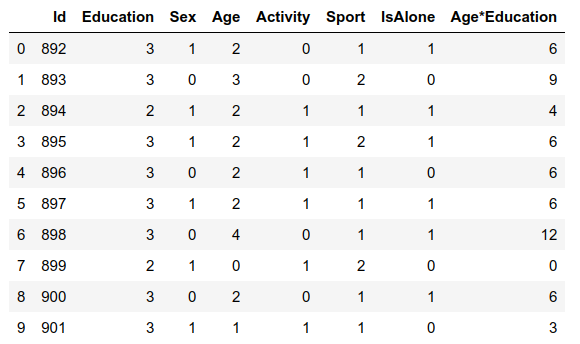 Id Education Sex Age Activity Sport IsAlone Age*Education
0 892 3 1 2 0 1 1 6
1 893 3 0 3 0 2 0 9
2 894 2 1 2 1 1 1 4
3 895 3 1 2 1 2 1 6
4 896 3 0 2 1 1 0 6
5 897 3 1 2 1 1 1 6
6 898 3 0 4 0 1 1 12
7 899 2 1 0 1 2 0 0
8 900 3 0 2 0 1 1 6
9 901 3 1 1 1 1 0 3